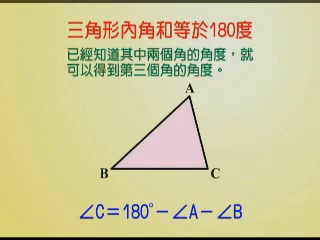 三角形內角和等於180度
已經知道其中兩個角的角度，就
可以得到第三個角的角度。
A
B
C
∠C＝180°－∠A－∠B